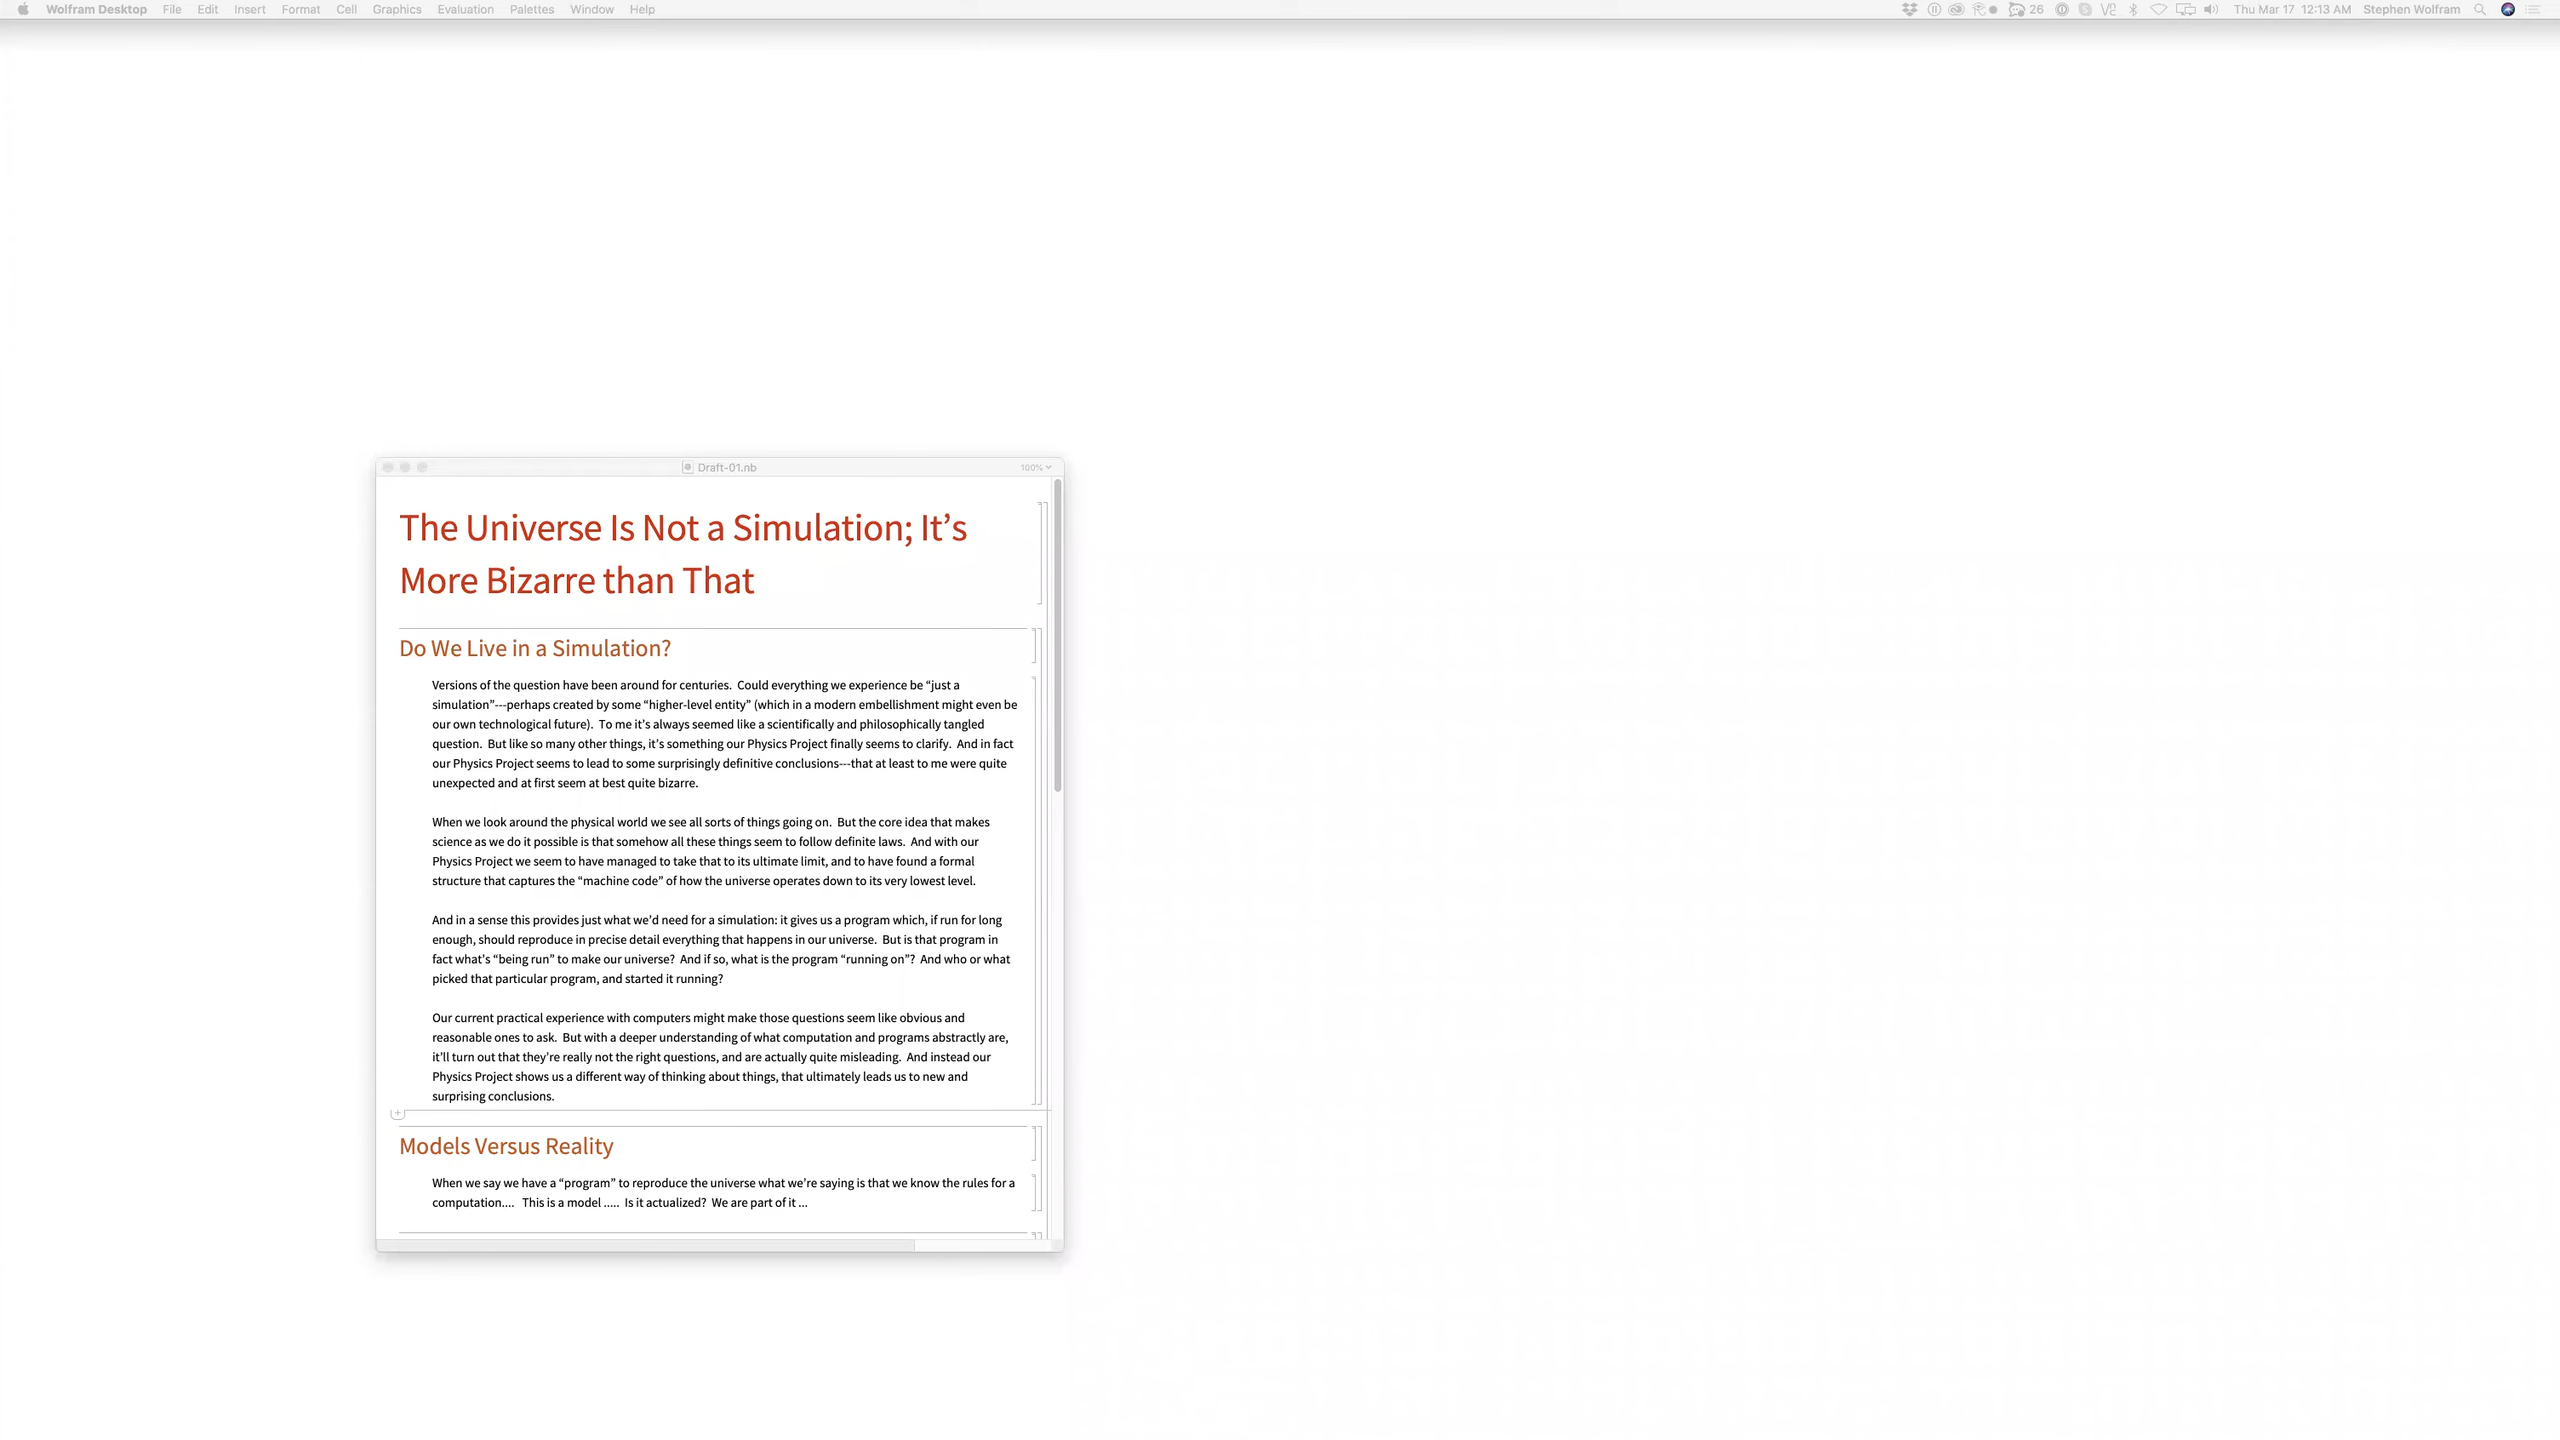 Wolfram Desktop File Edit Insert Format Cell Graphics Evaluation Palettes Window Help 26 Thu Mar 17 12:13 AM Stephen Wolfram
Draft-01.nb 100%
The Universe Is Not a Simulation; It’s
More Bizarre than That
Do We Live in a Simulation?
Versions of the question have been around for centuries.  Could everything we experience be “just a
simulation”---perhaps created by some “higher-level entity” (which in a modern embellishment might even be
our own technological future).  To me it’s always seemed like a scientifically and philosophically tangled
question.  But like so many other things, it’s something our Physics Project finally seems to clarify.  And in fact
our Physics Project seems to lead to some surprisingly definitive conclusions---that at least to me were quite
unexpected and at first seem at best quite bizarre.
When we look around the physical world we see all sorts of things going on.  But the core idea that makes
science as we do it possible is that somehow all these things seem to follow definite laws.  And with our
Physics Project we seem to have managed to take that to its ultimate limit, and to have found a formal
structure that captures the “machine code” of how the universe operates down to its very lowest level.
And in a sense this provides just what we’d need for a simulation: it gives us a program which, if run for long
enough, should reproduce in precise detail everything that happens in our universe.  But is that program in
fact what’s “being run” to make our universe?  And if so, what is the program “running on”?  And who or what
picked that particular program, and started it running?
Our current practical experience with computers might make those questions seem like obvious and
reasonable ones to ask.  But with a deeper understanding of what computation and programs abstractly are,
it’ll turn out that they’re really not the right questions, and are actually quite misleading.  And instead our
Physics Project shows us a different way of thinking about things, that ultimately leads us to new and
surprising conclusions.
Models Versus Reality
When we say we have a “program” to reproduce the universe what we’re saying is that we know the rules for a
computation....   This is a model .....  Is it actualized?  We are part of it ...